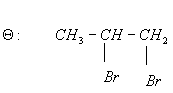 Θ : CH₃ – CH – CH₂
Br
Br